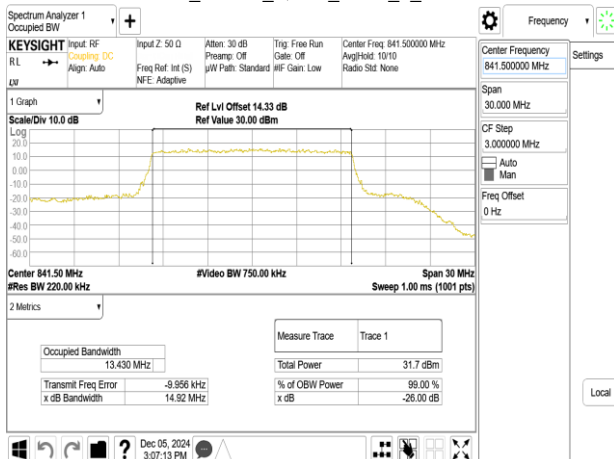 Spectrum Analyzer 1
Occupied BW
Frequency
KEYSIGHT
RL
Input: RF
Coupling: DC
Align: Auto
Input Z: 50 Ω
Freq Ref: Int (S)
NFE: Adaptive
Atten: 30 dB
Preamp: Off
µW Path: Standard
Trig: Free Run
Gate: Off
#IF Gain: Low
Center Freq: 841.500000 MHz
Avg|Hold: 10/10
Radio Std: None
Center Frequency
841.500000 MHz
Settings
Span
30.000 MHz
CF Step
3.000000 MHz
Auto
Man
Freq Offset
0 Hz
Local
1 Graph
Scale/Div 10.0 dB
Ref Lvl Offset 14.33 dB
Ref Value 30.00 dBm
Log
20.0
10.0
0.00
-10.0
-20.0
-30.0
-40.0
-50.0
-60.0
Center 841.50 MHz
#Video BW 750.00 kHz
Span 30 MHz
#Res BW 220.00 kHz
Sweep 1.00 ms (1001 pts)
2 Metrics
Measure Trace Trace 1
Occupied Bandwidth
13.430 MHz
Total Power 31.7 dBm
Transmit Freq Error -9.956 kHz
% of OBW Power 99.00 %
x dB Bandwidth 14.92 MHz
x dB -26.00 dB
?
Dec 05, 2024
3:07:13 PM